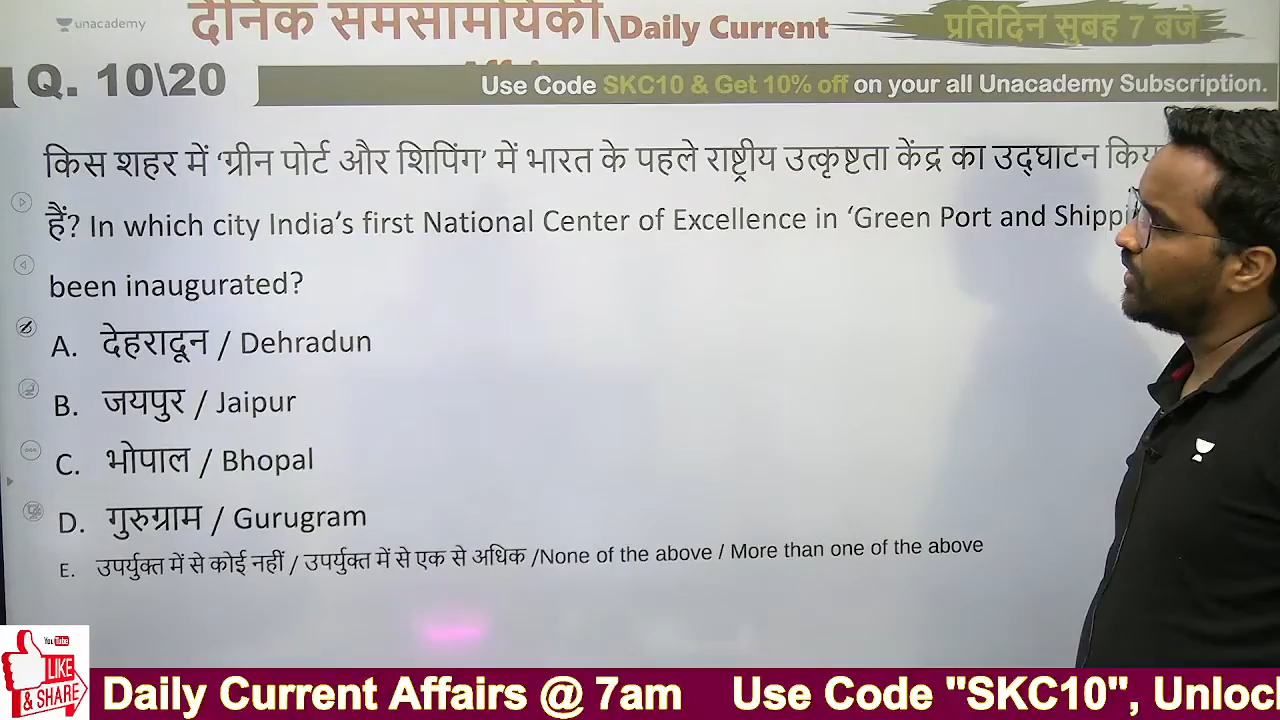 unacademy
दैनिक समसामयिकी\Daily Current
प्रतिदिन सुबह 7 बजे
Q. 10\20
Use Code SKC10 & Get 10% off on your all Unacademy Subscription.
किस शहर में ‘ग्रीन पोर्ट और शिपिंग’ में भारत के पहले राष्ट्रीय उत्कृष्टता केंद्र का उद्घाटन
हैं? In which city India’s first National Center of Excellence in ‘Green Port and
been inaugurated?
A. देहरादून / Dehradun
B. जयपुर / Jaipur
C. भोपाल / Bhopal
D. गुरुग्राम / Gurugram
E. उपर्युक्त में से कोई नहीं / उपर्युक्त में से एक से अधिक /None of the above / More than one of the above
YouTube
LIKE
& SHARE
Daily Current Affairs @ 7am Use Code "SKC10",